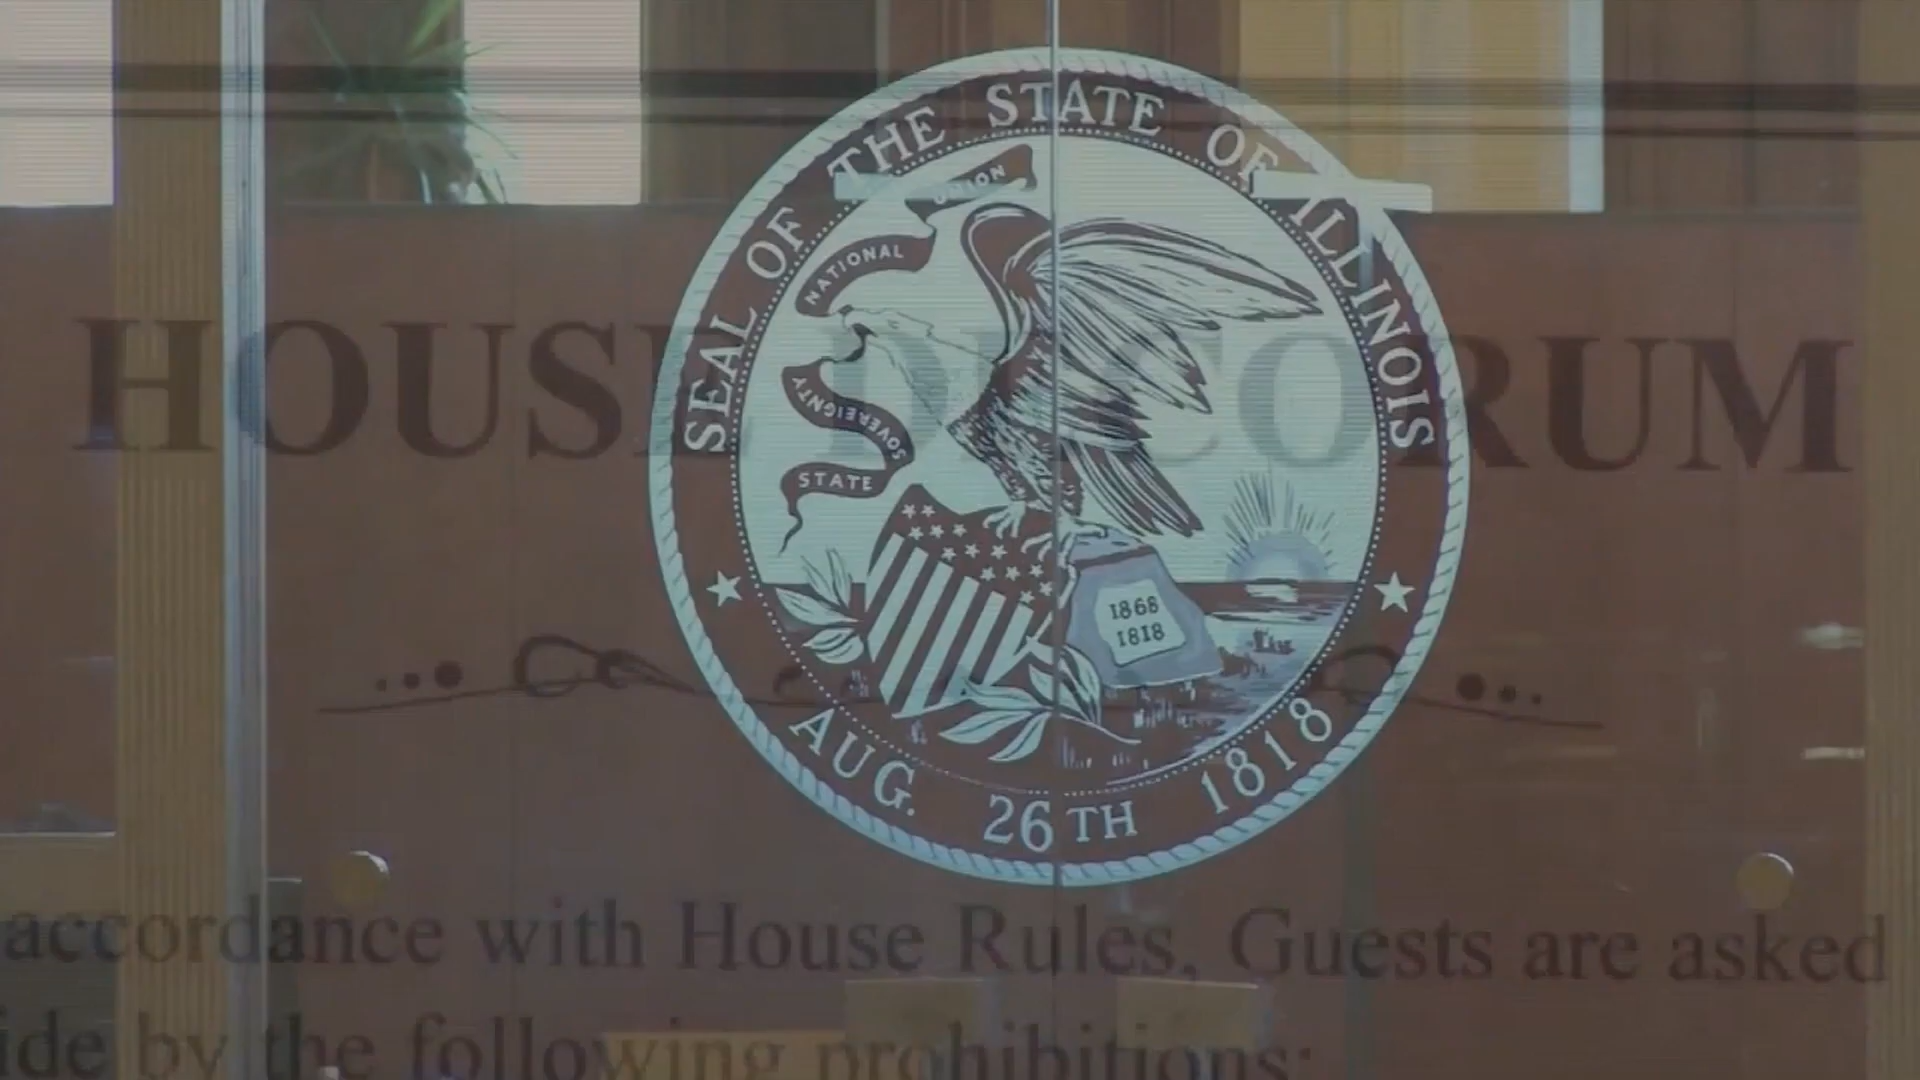 SEAL OF THE STATE OF ILLINOIS
UNION
NATIONAL
HOUSE DECORUM
SOVEREIGNTY
STATE
1868
1818
AUG. 26TH 1818
accordance with House Rules, Guests are asked
by the following prohibitions: